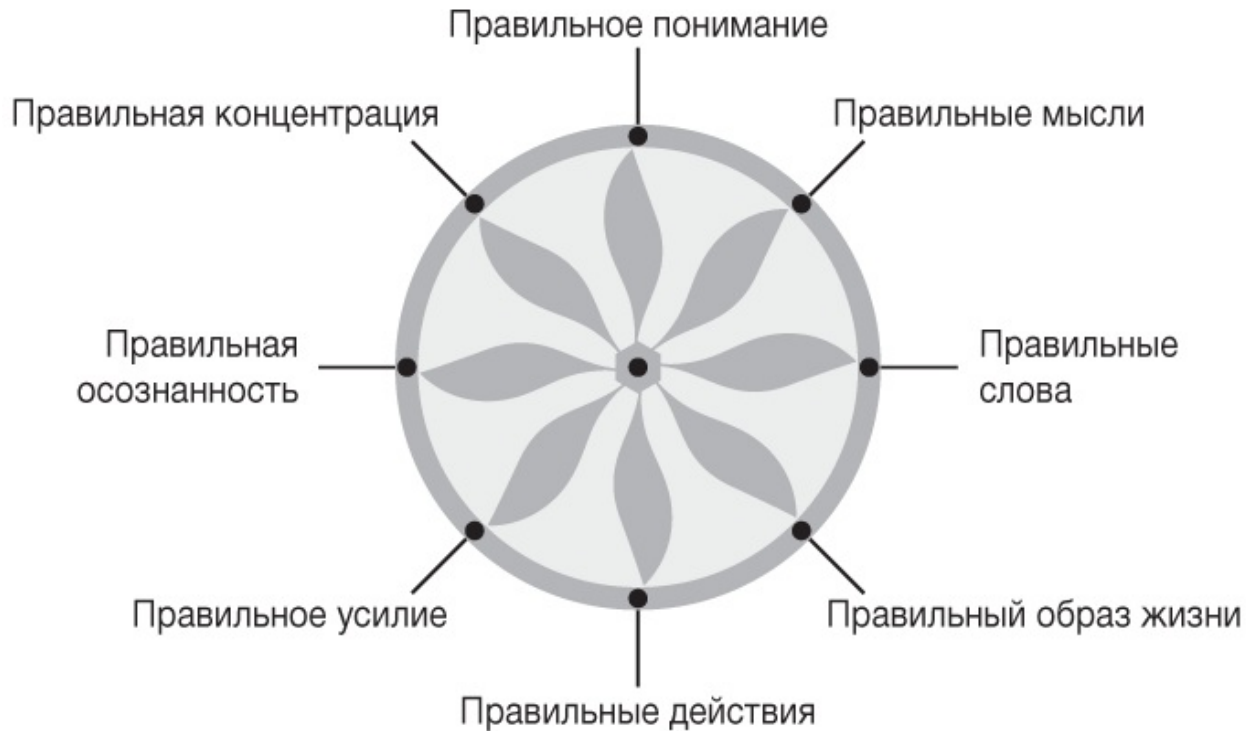 Правильное понимание
Правильная концентрация
Правильные мысли
Правильная
осознанность
Правильные
слова
Правильное усилие
Правильный образ жизни
Правильные действия